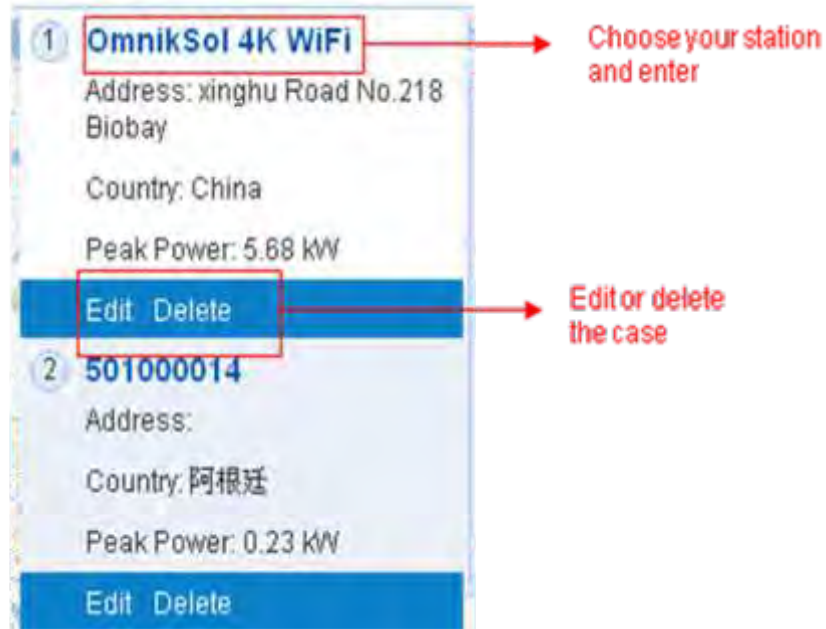 1 OmnikSol 4K WiFi
Choose your station
and enter
Address: xinghu Road No.218
Biobay
Country: China
Peak Power: 5.68 kW
Edit Delete
Edit or delete
the case
2 501000014
Address:
Country: 阿根廷
Peak Power: 0.23 kW
Edit Delete